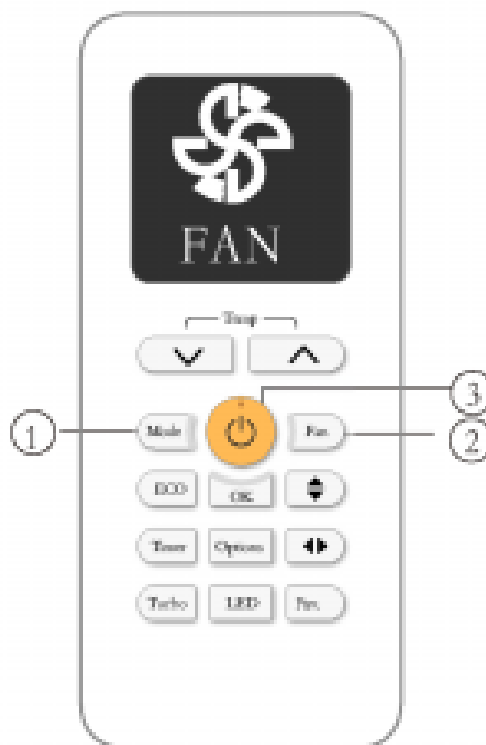 FAN
Temp
Mode
Fan
3
1
2
ECO
OK
Timer
Options
Turbo
LED